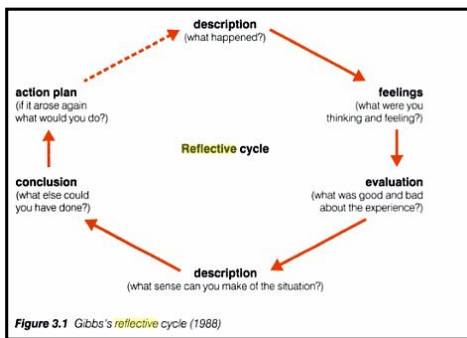 description
(what happened?)
action plan
(if it arose again
what would you do?)
feelings
(what were you
thinking and feeling?)
Reflective cycle
conclusion
(what else could
you have done?)
evaluation
(what was good and bad
about the experience?)
description
(what sense can you make of the situation?)
Figure 3.1 Gibbs's reflective cycle (1988)